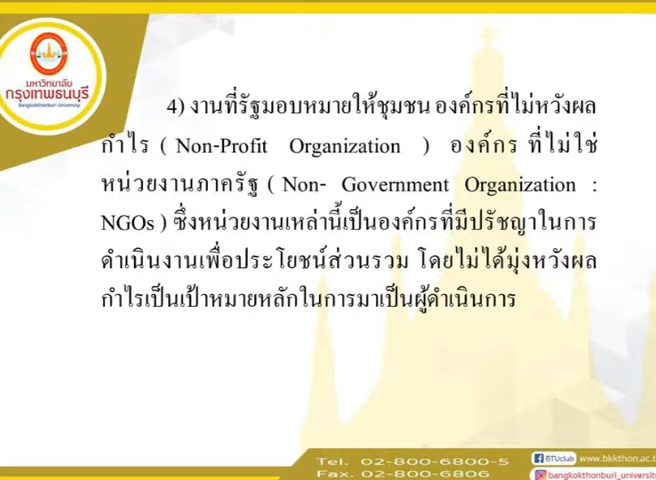 มหาวิทยาลัย
กรุงเทพธนบุรี
Bangkokthonburi University
4) งานที่รัฐมอบหมายให้ชุมชน องค์กรที่ไม่หวังผล
กำไร ( Non-Profit Organization ) องค์กร ที่ไม่ใช่
หน่วยงานภาครัฐ ( Non- Government Organization :
NGOs ) ซึ่งหน่วยงานเหล่านี้เป็นองค์กรที่มีปรัชญาในการ
ดำเนินงานเพื่อประโยชน์ส่วนรวม โดยไม่ได้มุ่งหวังผล
กำไรเป็นเป้าหมายหลักในการมาเป็นผู้ดำเนินการ
Tel. 02-800-6800-5
Fax. 02-800-6806
BTUclub www.bkkthon.ac.t
bangkokthonburi_university